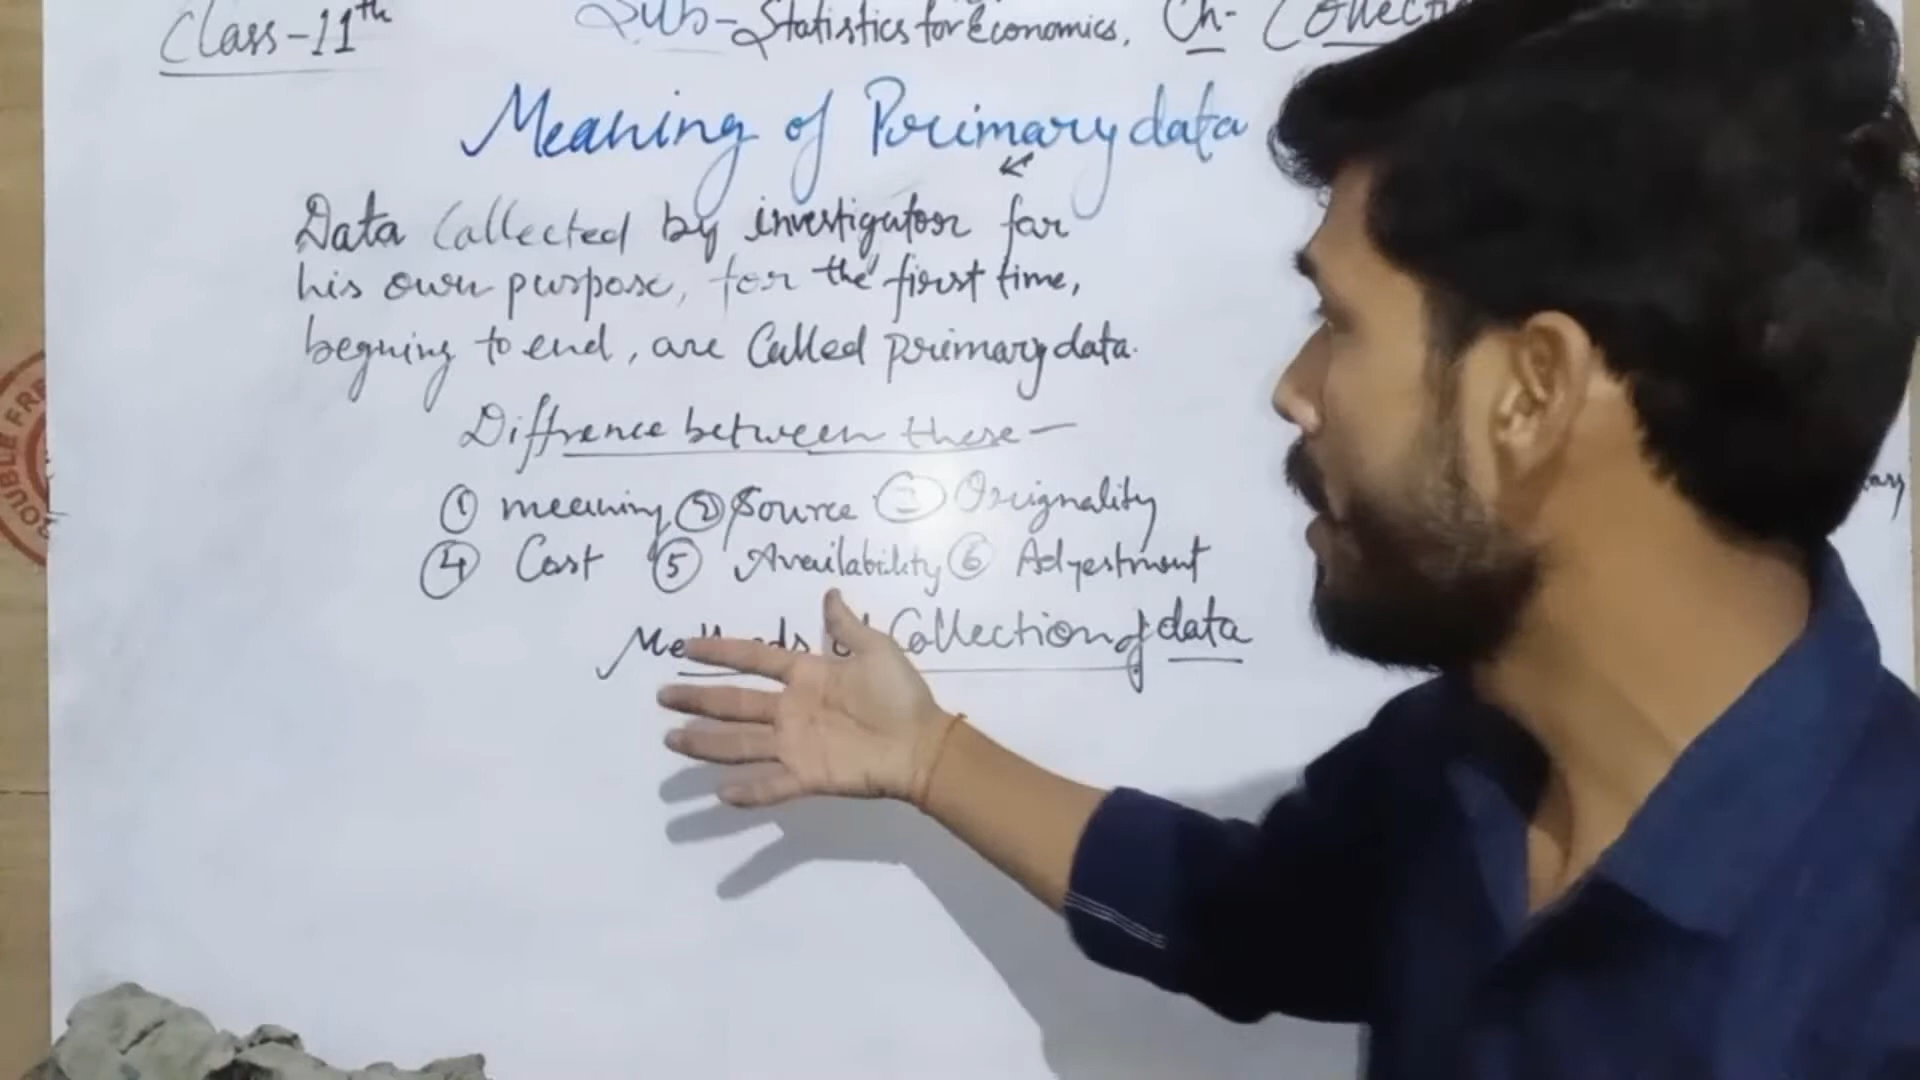 Class-11th Sub-Statistics for Economics, Ch-
Meaning of Primary data
Data Collected by investigator for
his own purpose, for the first time,
begning to end, are Called primary data.
Diffrence between these-
① meaning ② Source ③ Orignality
④ Cost ⑤ Availability ⑥ Adjestment
Methods of Collection of data
DOUBLE